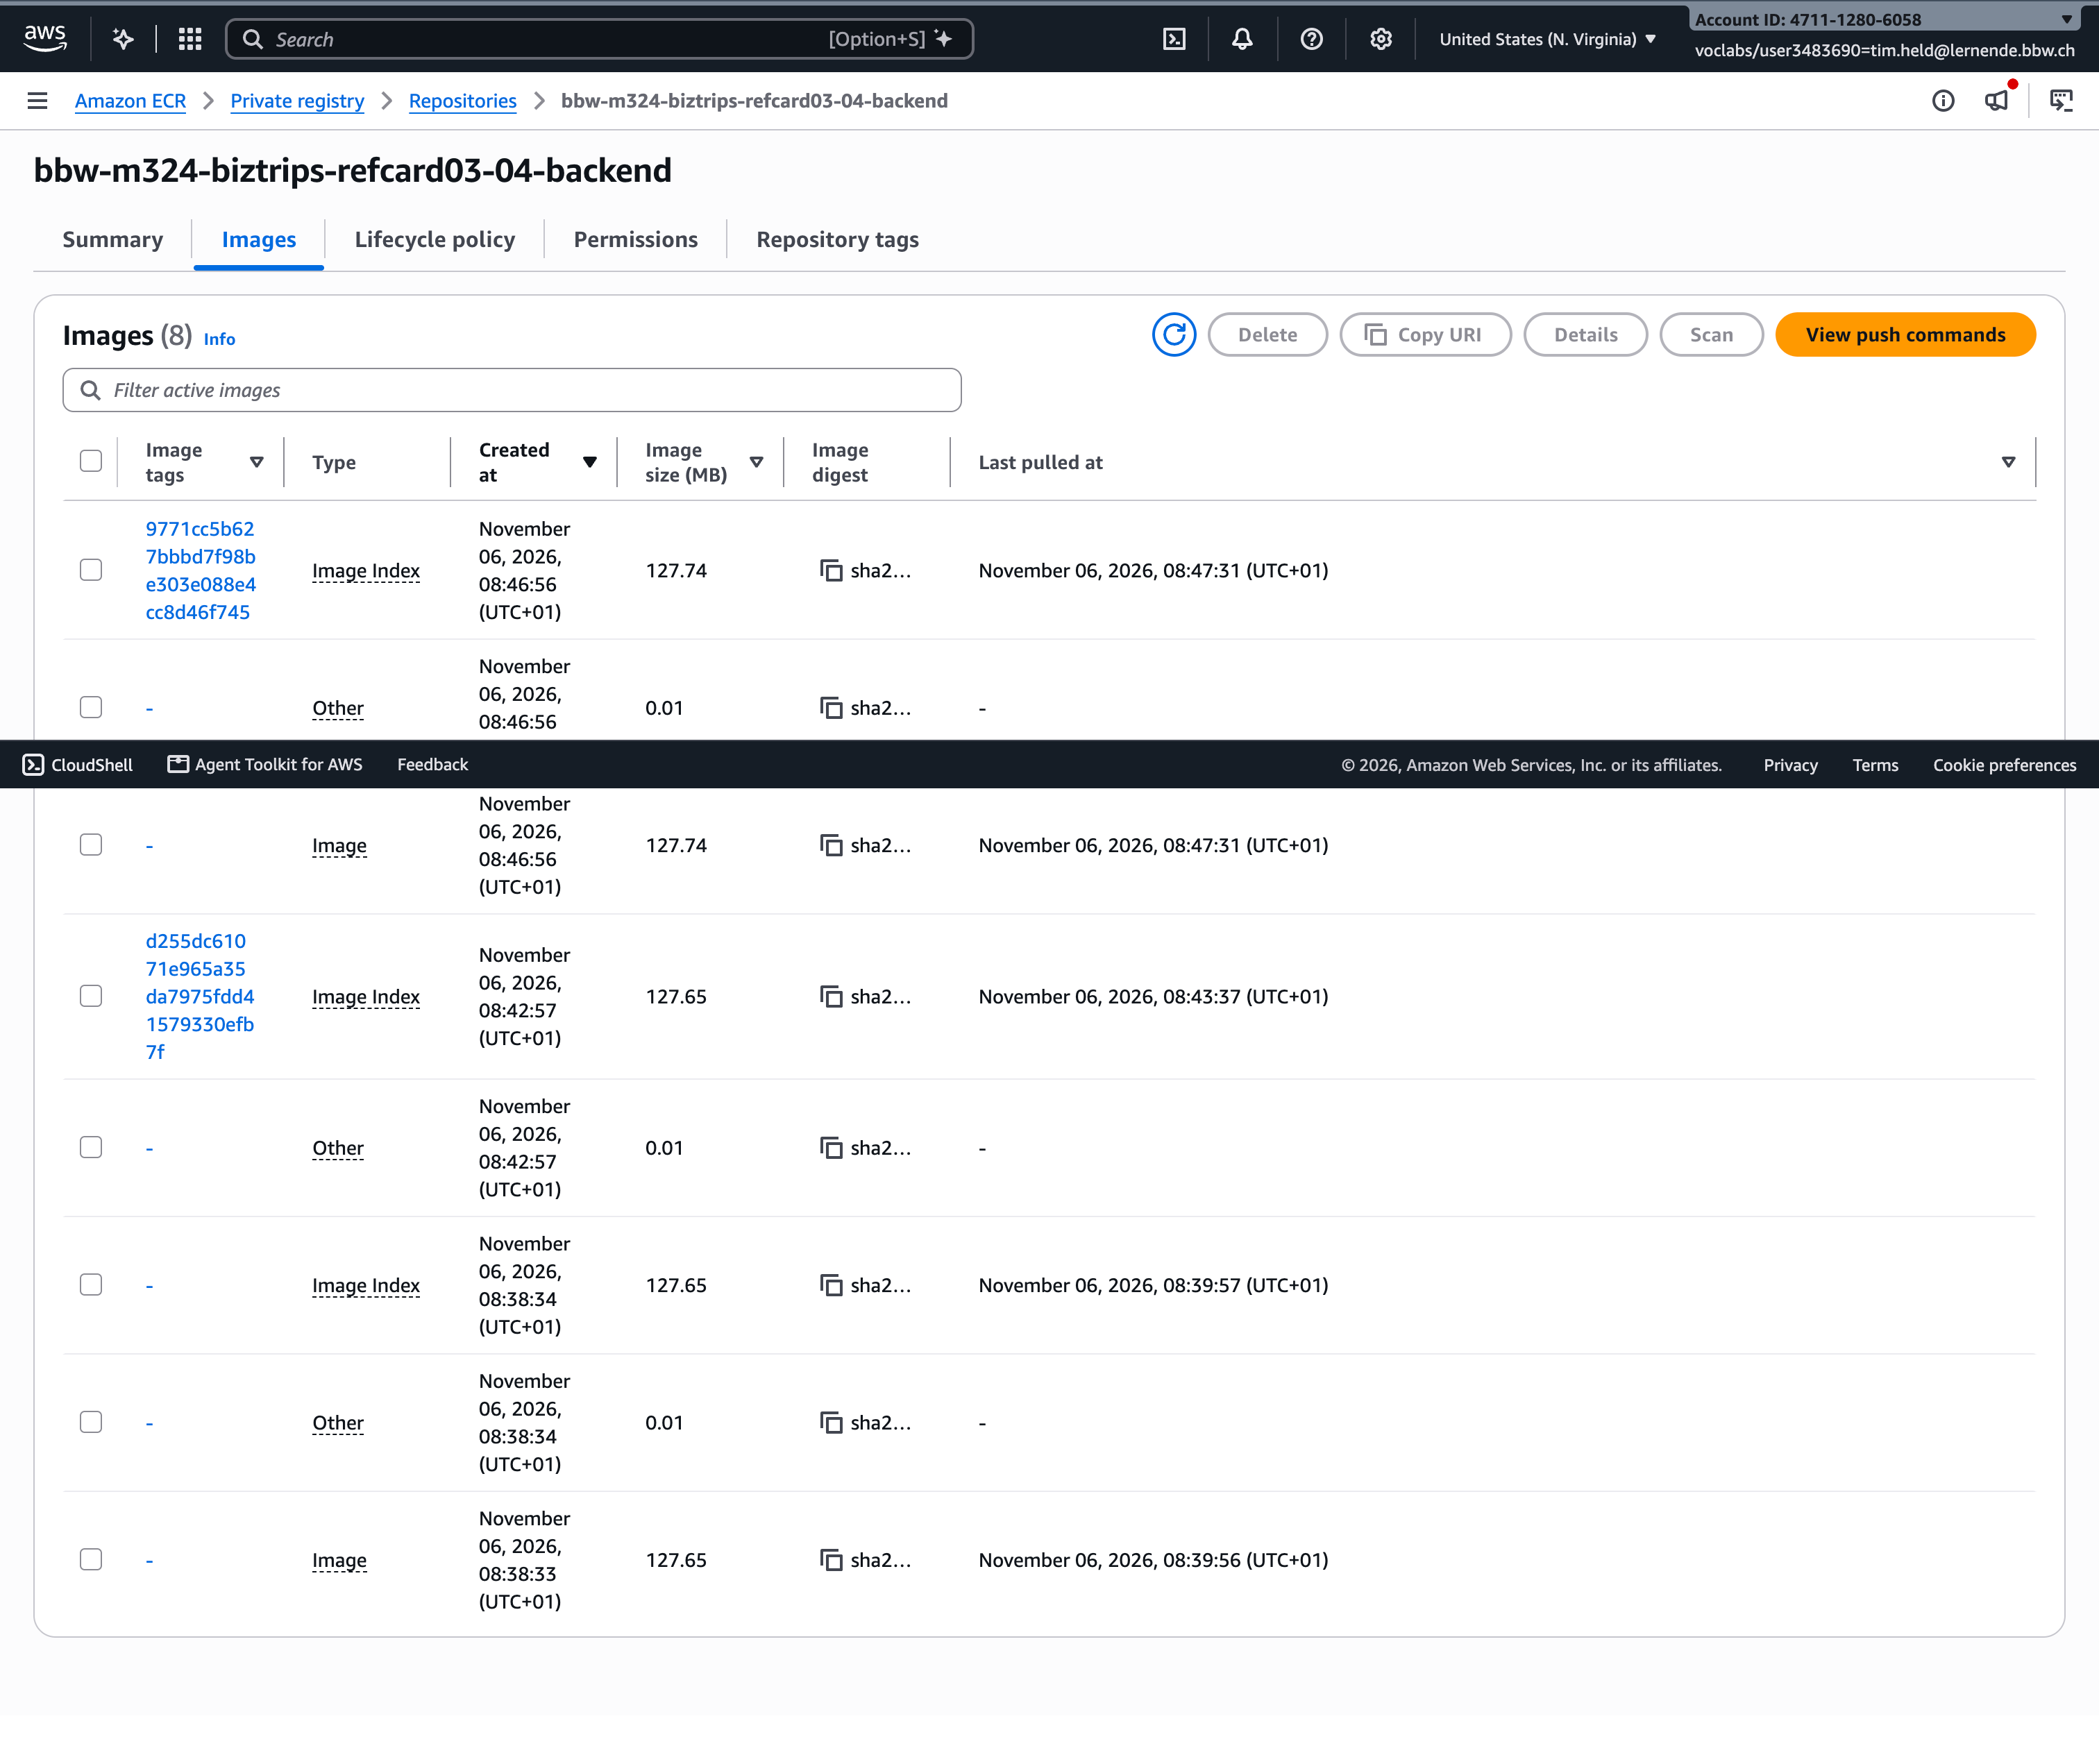 aws
Search
[Option+S]
United States (N. Virginia)
Account ID: 4711-1280-6058
voclabs/user3483690=tim.held@lernende.bbw.ch
Amazon ECR
Private registry
Repositories
bbw-m324-biztrips-refcard03-04-backend
bbw-m324-biztrips-refcard03-04-backend
Summary
Images
Lifecycle policy
Permissions
Repository tags
Images (8) Info
Delete
Copy URI
Details
Scan
View push commands
Filter active images
Image
tags
Type
Created
at
Image
size (MB)
Image
digest
Last pulled at
9771cc5b62
7bbbd7f98b
e303e088e4
cc8d46f745
Image Index
November
06, 2026,
08:46:56
(UTC+01)
127.74
sha2...
November 06, 2026, 08:47:31 (UTC+01)
-
Other
November
06, 2026,
08:46:56
0.01
sha2...
-
CloudShell
Agent Toolkit for AWS
Feedback
© 2026, Amazon Web Services, Inc. or its affiliates.
Privacy
Terms
Cookie preferences
-
Image
November
06, 2026,
08:46:56
(UTC+01)
127.74
sha2...
November 06, 2026, 08:47:31 (UTC+01)
d255dc610
71e965a35
da7975fdd4
1579330efb
7f
Image Index
November
06, 2026,
08:42:57
(UTC+01)
127.65
sha2...
November 06, 2026, 08:43:37 (UTC+01)
-
Other
November
06, 2026,
08:42:57
(UTC+01)
0.01
sha2...
-
-
Image Index
November
06, 2026,
08:38:34
(UTC+01)
127.65
sha2...
November 06, 2026, 08:39:57 (UTC+01)
-
Other
November
06, 2026,
08:38:34
(UTC+01)
0.01
sha2...
-
-
Image
November
06, 2026,
08:38:33
(UTC+01)
127.65
sha2...
November 06, 2026, 08:39:56 (UTC+01)